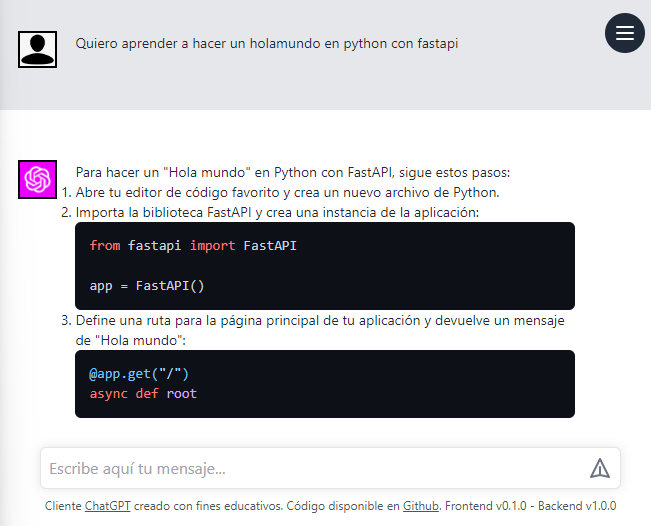 Quiero aprender a hacer un holamundo en python con fastapi
Para hacer un "Hola mundo" en Python con FastAPI, sigue estos pasos:
1. Abre tu editor de código favorito y crea un nuevo archivo de Python.
2. Importa la biblioteca FastAPI y crea una instancia de la aplicación:
from fastapi import FastAPI
app = FastAPI()
3. Define una ruta para la página principal de tu aplicación y devuelve un mensaje
de "Hola mundo":
@app.get("/")
async def root
Escribe aquí tu mensaje...
Cliente ChatGPT creado con fines educativos. Código disponible en Github. Frontend v0.1.0 - Backend v1.0.0